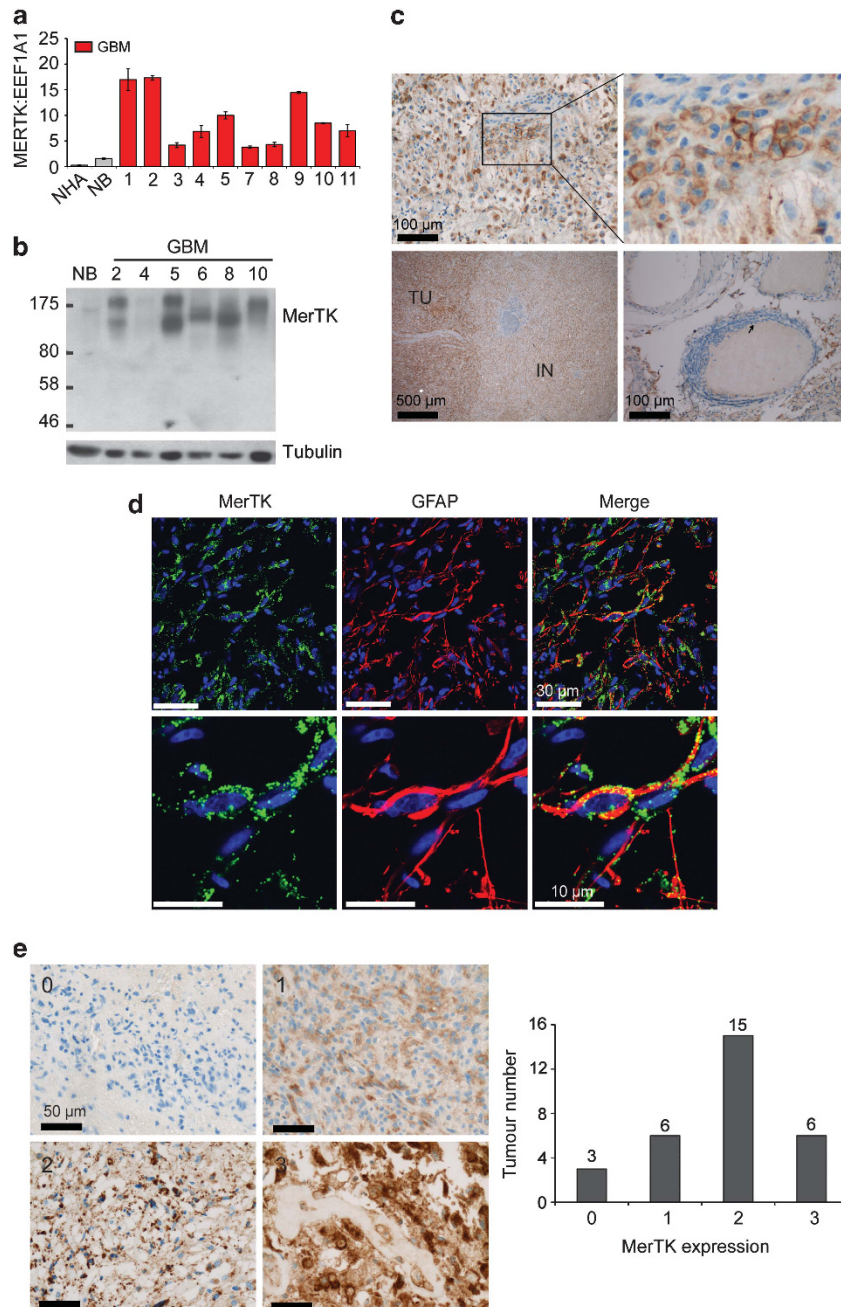 a
MERTK:EEF1A1
25
20
15
10
5
0
GBM
NHA NB 1 2 3 4 5 7 8 9 10 11
b
GBM
NB 2 4 5 6 8 10
175
80
58
46
MerTK
Tubulin
c
100 µm
TU
IN
500 µm
100 µm
d
MerTK GFAP Merge
30 µm
10 µm
e
0
50 µm
1
2
3
Tumour number
16
12
8
4
0
3 6 15 6
0 1 2 3
MerTK expression